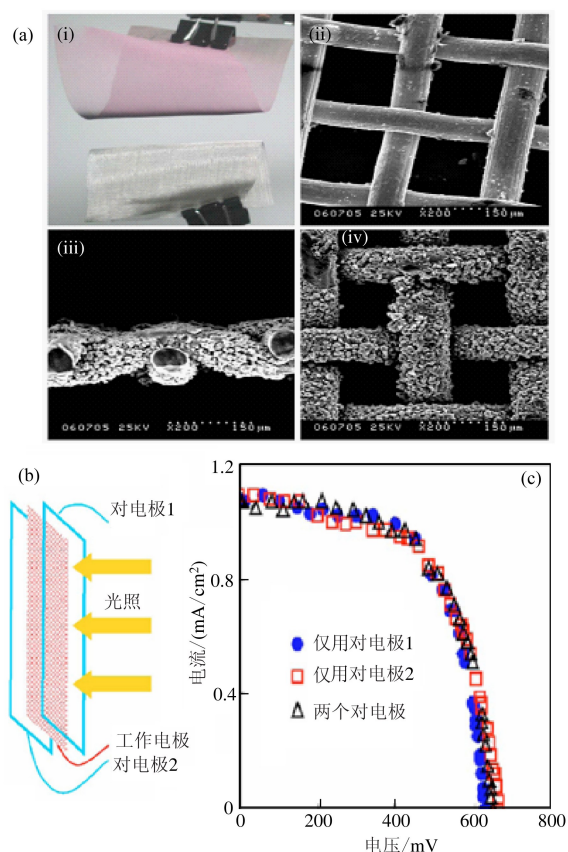 (a)
(i)
(ii)
060705 25KV X200 150μm
(iii)
060705 25KV X200 150μm
(iv)
060705 25KV X200 150μm
(b)
对电极1
光照
工作电极
对电极2
(c)
1.2
0.8
0.4
0
电流/(mA/cm²)
仅用对电极1
仅用对电极2
两个对电极
0 200 400 600 800
电压/mV